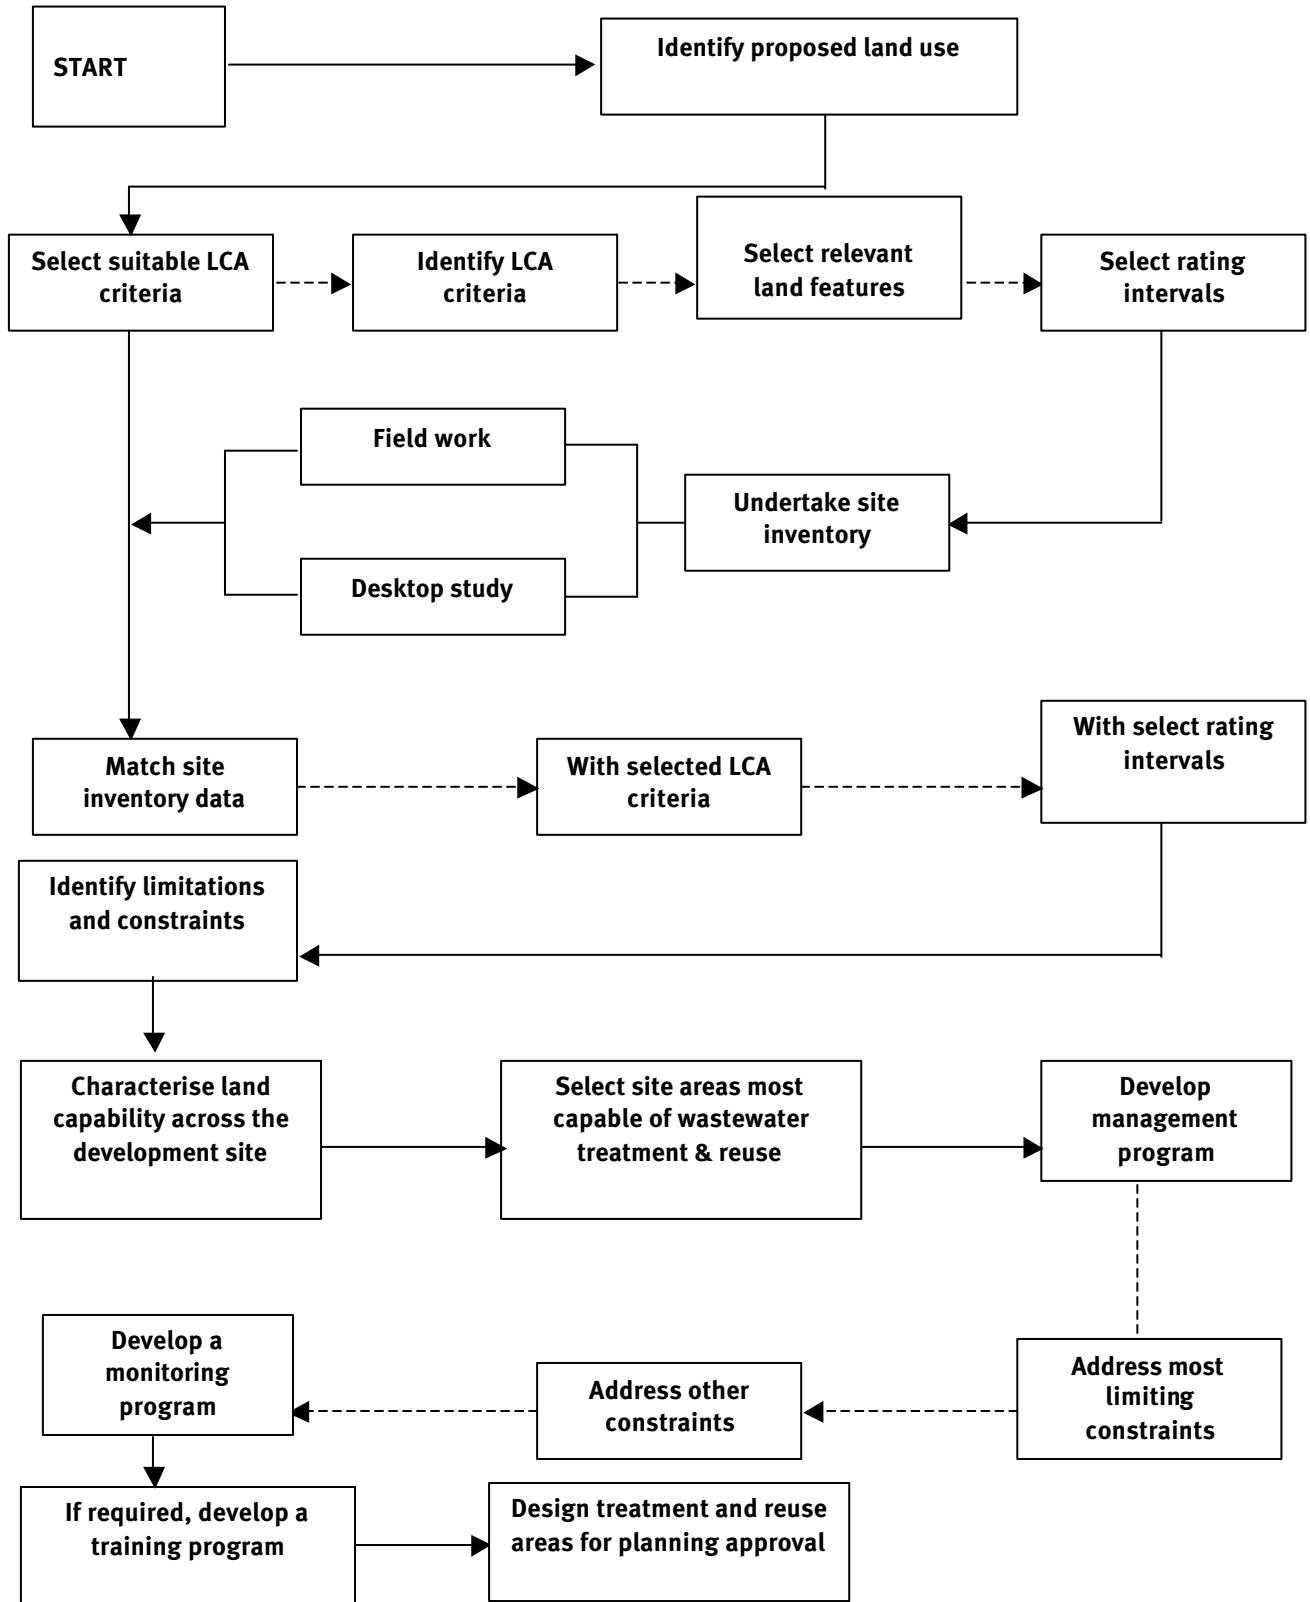 START
Identify proposed land use
Select suitable LCA
criteria
Identify LCA
criteria
Select relevant
land features
Select rating
intervals
Field work
Undertake site
inventory
Desktop study
Match site
inventory data
With selected LCA
criteria
With select rating
intervals
Identify limitations
and constraints
Characterise land
capability across the
development site
Select site areas most
capable of wastewater
treatment & reuse
Develop
management
program
Address most
limiting
constraints
Address other
constraints
Develop a
monitoring
program
If required, develop a
training program
Design treatment and reuse
areas for planning approval